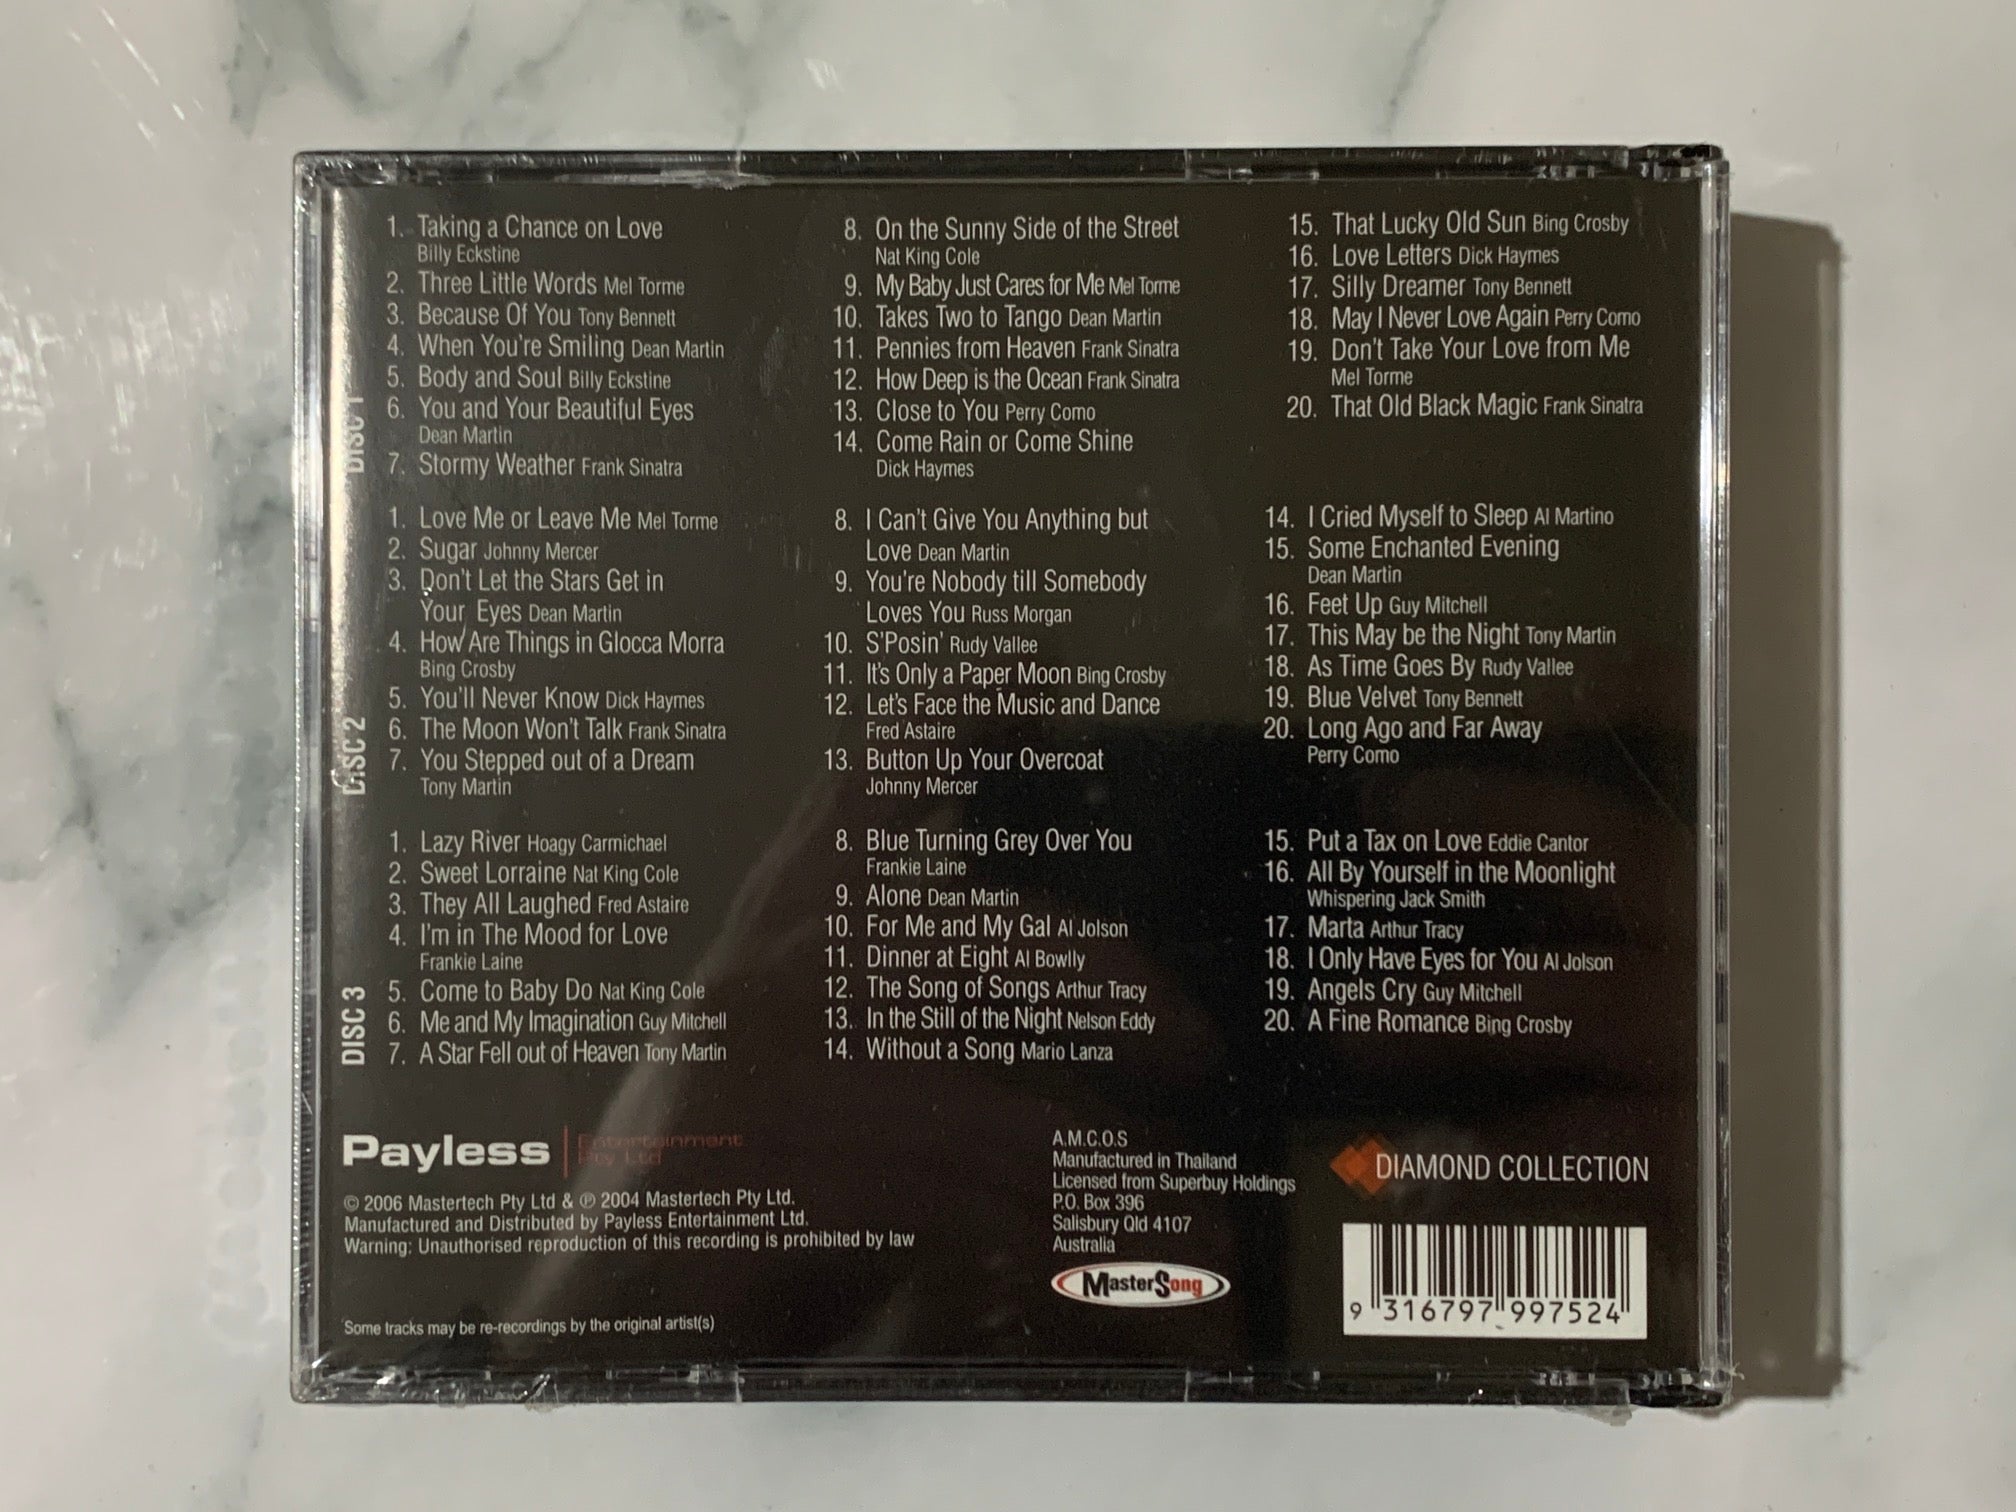 DISC 1
1. Taking a Chance on Love
Billy Eckstine
2. Three Little Words Mel Torme
3. Because Of You Tony Bennett
4. When You're Smiling Dean Martin
5. Body and Soul Billy Eckstine
6. You and Your Beautiful Eyes
Dean Martin
7. Stormy Weather Frank Sinatra
8. On the Sunny Side of the Street
Nat King Cole
9. My Baby Just Cares for Me Mel Torme
10. Takes Two to Tango Dean Martin
11. Pennies from Heaven Frank Sinatra
12. How Deep is the Ocean Frank Sinatra
13. Close to You Perry Como
14. Come Rain or Come Shine
Dick Haymes
15. That Lucky Old Sun Bing Crosby
16. Love Letters Dick Haymes
17. Silly Dreamer Tony Bennett
18. May I Never Love Again Perry Como
19. Don't Take Your Love from Me
Mel Torme
20. That Old Black Magic Frank Sinatra
DISC 2
1. Love Me or Leave Me Mel Torme
2. Sugar Johnny Mercer
3. Don't Let the Stars Get in
Your Eyes Dean Martin
4. How Are Things in Glocca Morra
Bing Crosby
5. You'll Never Know Dick Haymes
6. The Moon Won't Talk Frank Sinatra
7. You Stepped out of a Dream
Tony Martin
8. I Can't Give You Anything but
Love Dean Martin
9. You're Nobody till Somebody
Loves You Russ Morgan
10. S'Posin' Rudy Vallee
11. It's Only a Paper Moon Bing Crosby
12. Let's Face the Music and Dance
Fred Astaire
13. Button Up Your Overcoat
Johnny Mercer
14. I Cried Myself to Sleep Al Martino
15. Some Enchanted Evening
Dean Martin
16. Feet Up Guy Mitchell
17. This May be the Night Tony Martin
18. As Time Goes By Rudy Vallee
19. Blue Velvet Tony Bennett
20. Long Ago and Far Away
Perry Como
DISC 3
1. Lazy River Hoagy Carmichael
2. Sweet Lorraine Nat King Cole
3. They All Laughed Fred Astaire
4. I'm in The Mood for Love
Frankie Laine
5. Come to Baby Do Nat King Cole
6. Me and My Imagination Guy Mitchell
7. A Star Fell out of Heaven Tony Martin
8. Blue Turning Grey Over You
Frankie Laine
9. Alone Dean Martin
10. For Me and My Gal Al Jolson
11. Dinner at Eight Al Bowlly
12. The Song of Songs Arthur Tracy
13. In the Still of the Night Nelson Eddy
14. Without a Song Mario Lanza
15. Put a Tax on Love Eddie Cantor
16. All By Yourself in the Moonlight
Whispering Jack Smith
17. Marta Arthur Tracy
18. I Only Have Eyes for You Al Jolson
19. Angels Cry Guy Mitchell
20. A Fine Romance Bing Crosby
Payless Entertainment
Pty Ltd
© 2006 Mastertech Pty Ltd & ℗ 2004 Mastertech Pty Ltd.
Manufactured and Distributed by Payless Entertainment Ltd.
Warning: Unauthorised reproduction of this recording is prohibited by law
Some tracks may be re-recordings by the original artist(s)
A.M.C.O.S
Manufactured in Thailand
Licensed from Superbuy Holdings
P.O. Box 396
Salisbury Qld 4107
Australia
MasterSong
DIAMOND COLLECTION
9 316797 997524